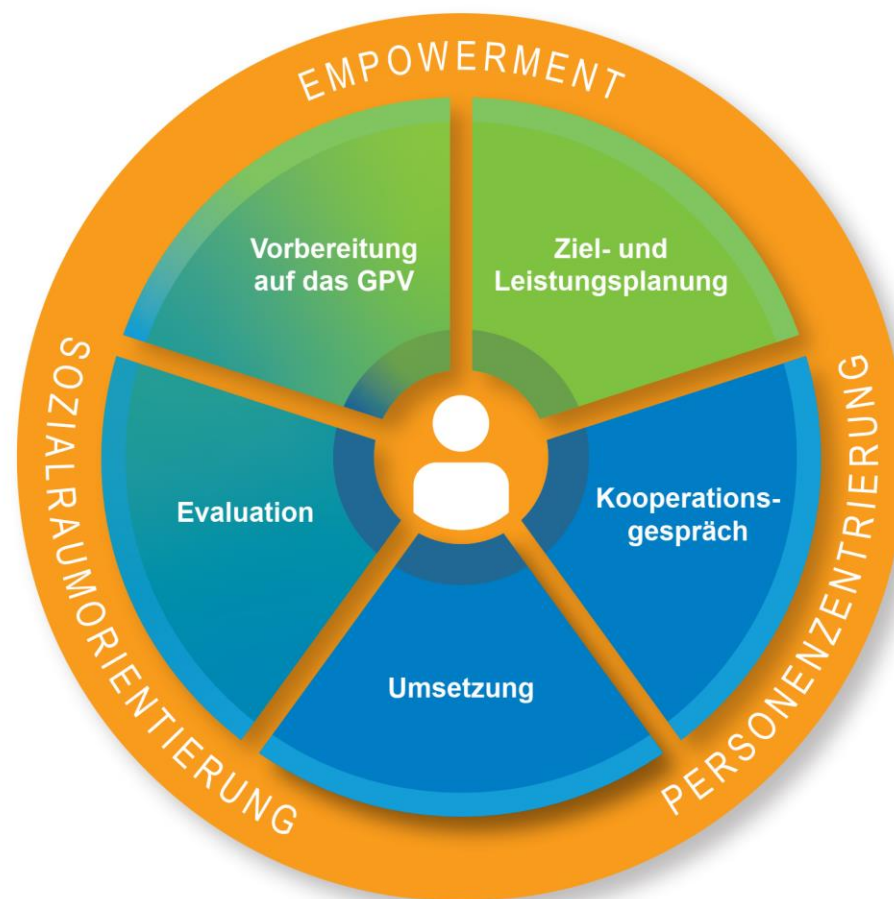 EMPOWERMENT
Vorbereitung
auf das GPV
Ziel- und
Leistungsplanung
Kooperations-
gespräch
Umsetzung
Evaluation
PERSONENZENTRIERUNG
SOZIALRAUMORIENTIERUNG